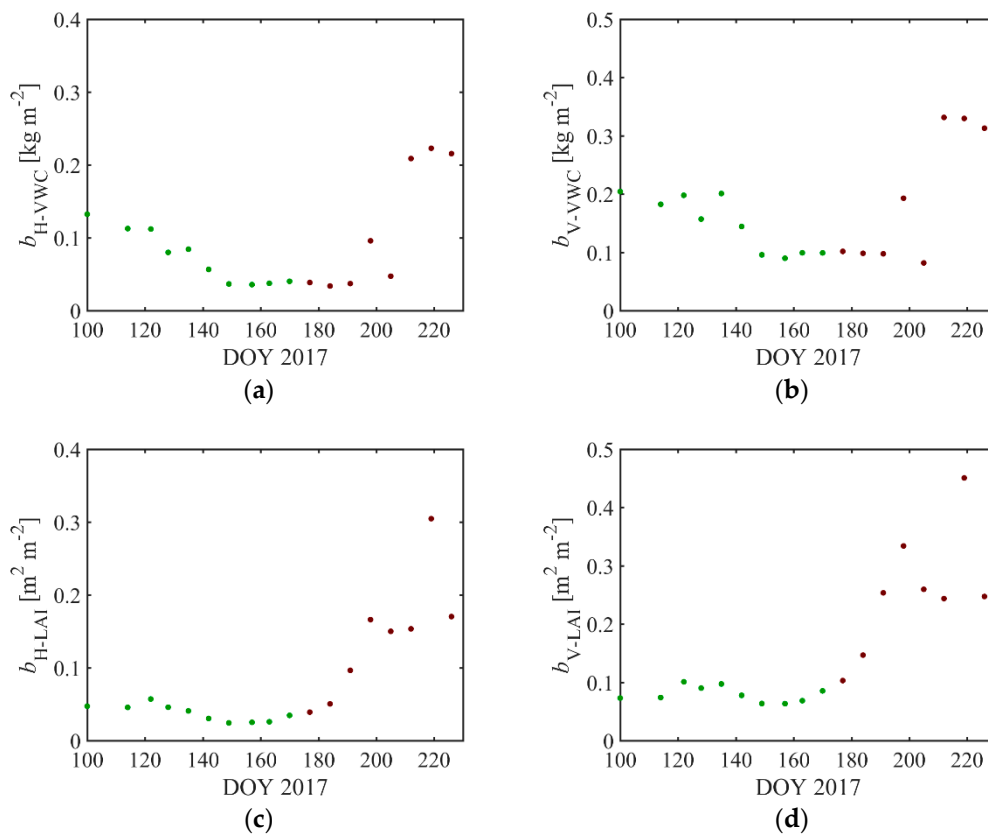 0.4
0.3
0.2
0.1
0
b_H-VWC [kg m^-2]
100 120 140 160 180 200 220
DOY 2017
(a)
0.5
0.4
0.3
0.2
0.1
0
b_V-VWC [kg m^-2]
100 120 140 160 180 200 220
DOY 2017
(b)
0.4
0.3
0.2
0.1
0
b_H-LAI [m^2 m^-2]
100 120 140 160 180 200 220
DOY 2017
(c)
0.5
0.4
0.3
0.2
0.1
0
b_V-LAI [m^2 m^-2]
100 120 140 160 180 200 220
DOY 2017
(d)